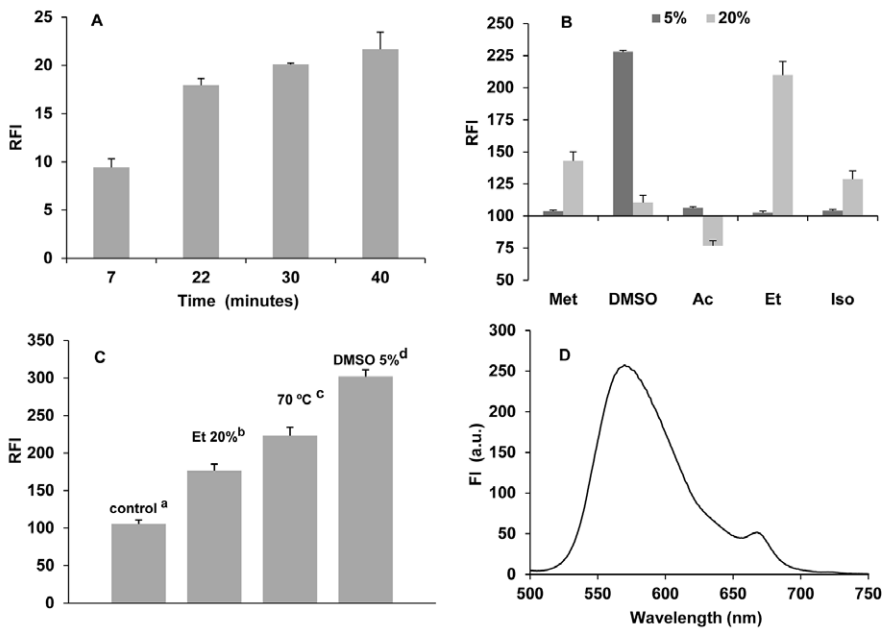 A
RFI
25
20
15
10
5
0
7 22 30 40
Time (minutes)
B
5% 20%
RFI
250
225
200
175
150
125
100
75
50
Met DMSO Ac Et Iso
C
RFI
350
300
250
200
150
100
50
0
control a
Et 20%b
70 ºC c
DMSO 5%d
D
FI (a.u.)
300
250
200
150
100
50
0
500 550 600 650 700 750
Wavelength (nm)